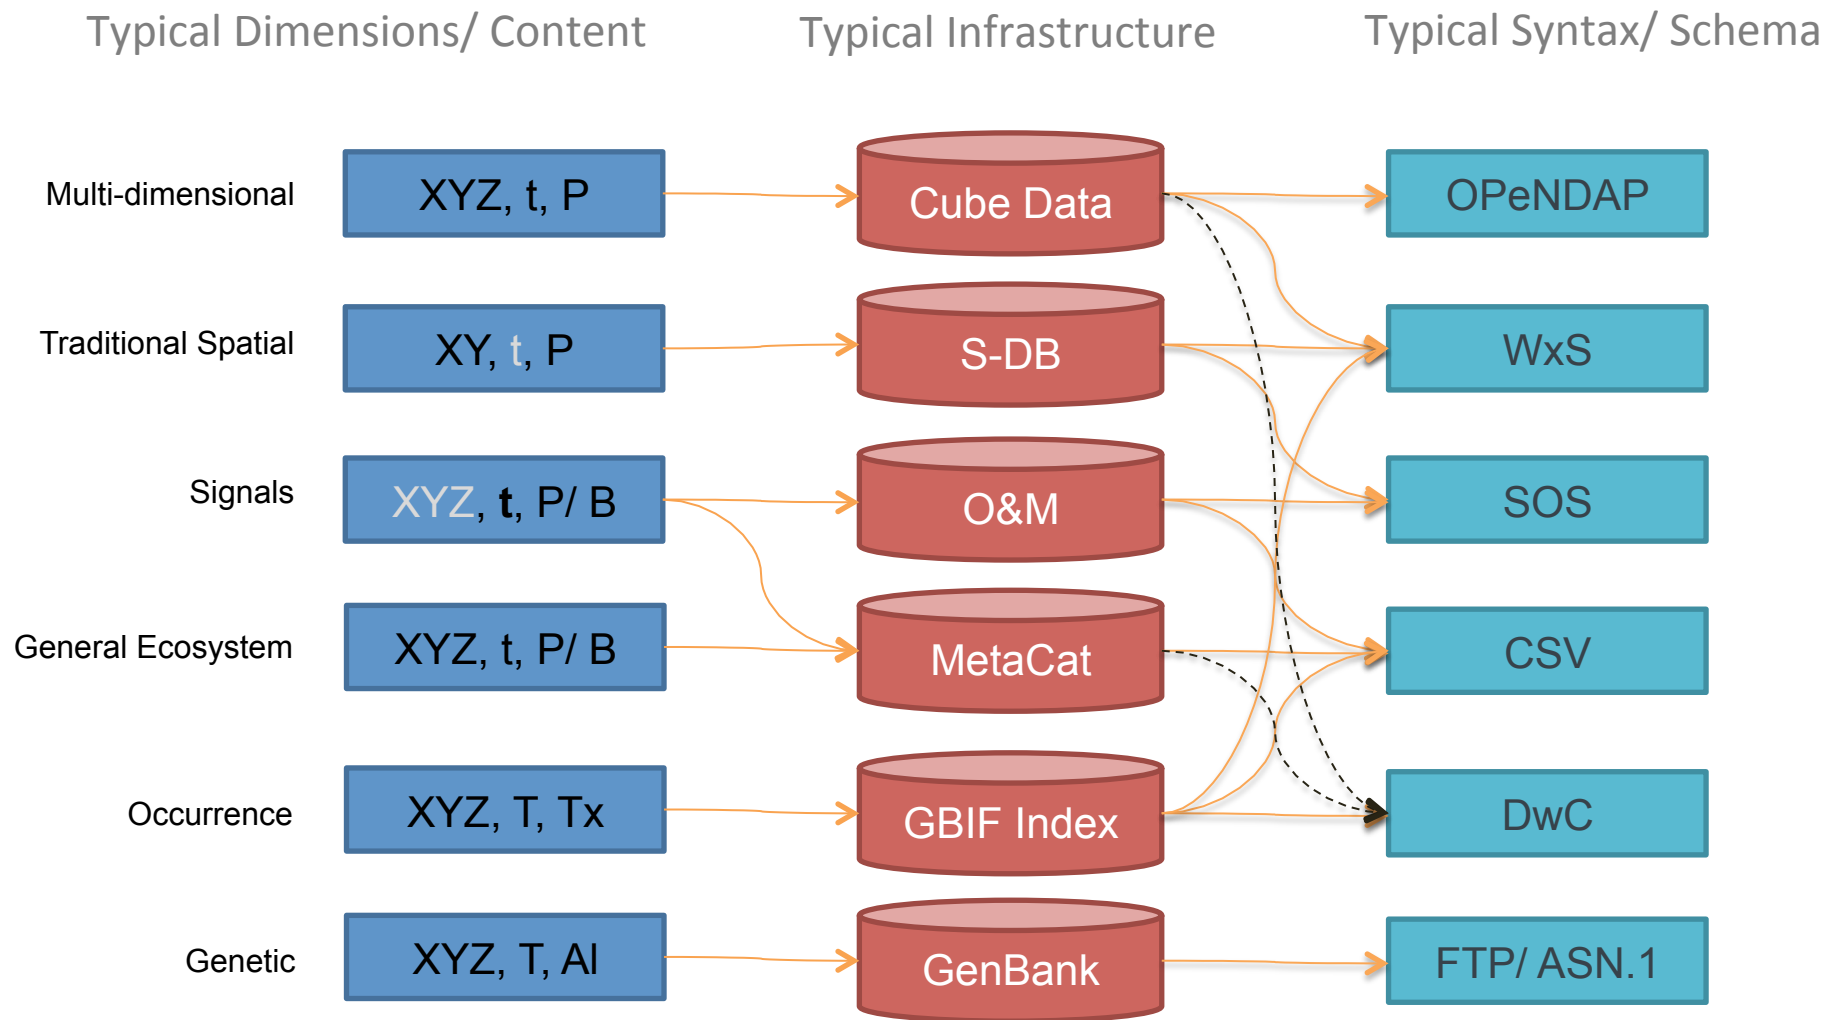 Typical Dimensions/ Content
Typical Infrastructure
Typical Syntax/ Schema
Multi-dimensional
XYZ, t, P
Cube Data
OPeNDAP
Traditional Spatial
XY, t, P
S-DB
WxS
Signals
XYZ, t, P/ B
O&M
SOS
General Ecosystem
XYZ, t, P/ B
MetaCat
CSV
Occurrence
XYZ, T, Tx
GBIF Index
DwC
Genetic
XYZ, T, Al
GenBank
FTP/ ASN.1